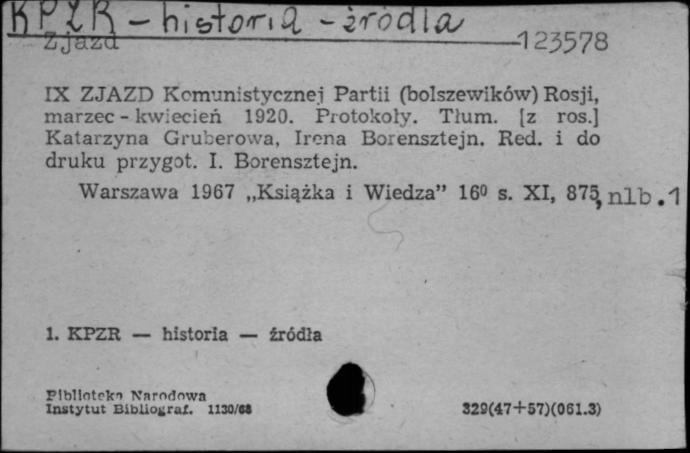 KPZR - historia - źródła
Zjazd 123578
IX ZJAZD Komunistycznej Partii (bolszewików) Rosji,
marzec - kwiecień 1920. Protokoły. Tłum. [z ros.]
Katarzyna Gruberowa, Irena Borensztejn. Red. i do
druku przygot. I. Borensztejn.
Warszawa 1967 „Książka i Wiedza” 16⁰ s. XI, 875, nlb.1
1. KPZR — historia — źródła
Biblioteka Narodowa
Instytut Bibliograf. 1130/68 329(47+57)(061.3)